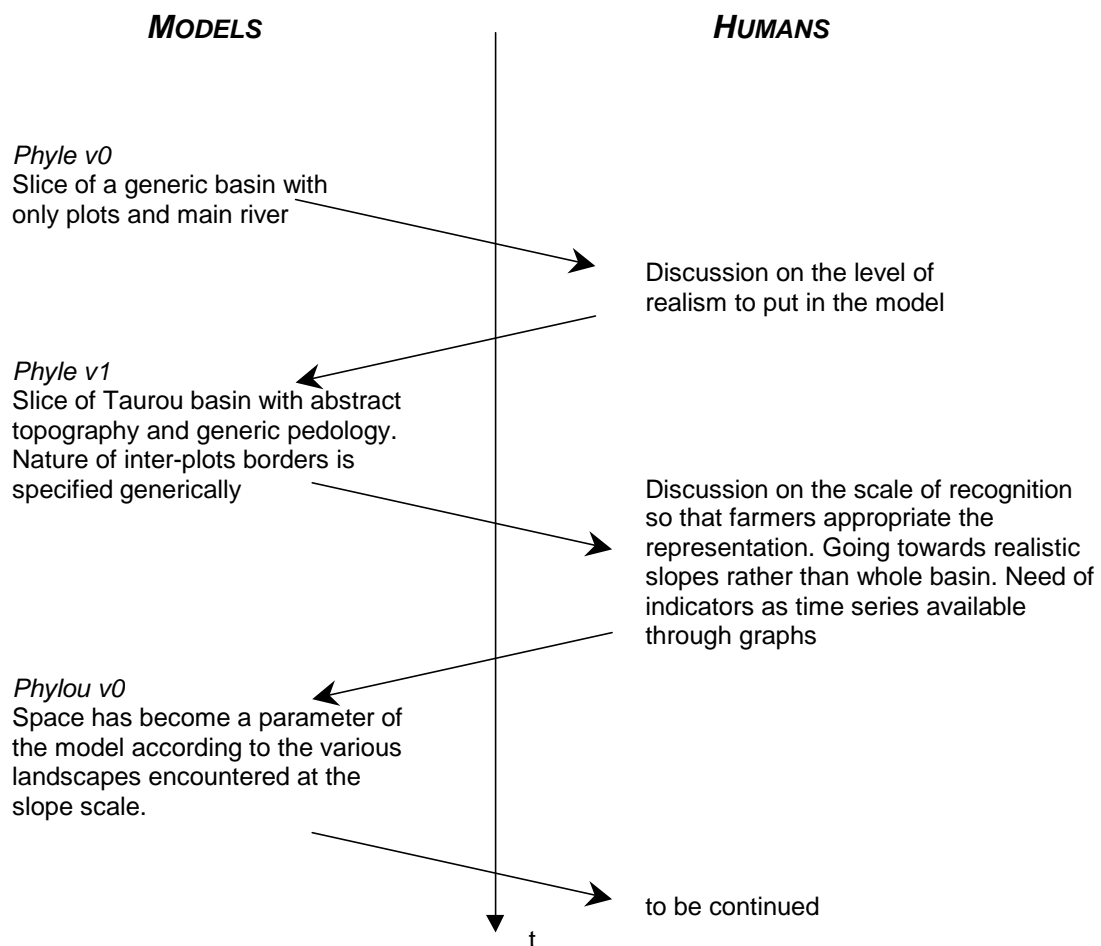 MODELS
HUMANS
Phyle v0
Slice of a generic basin with
only plots and main river
Discussion on the level of
realism to put in the model
Phyle v1
Slice of Taurou basin with abstract
topography and generic pedology.
Nature of inter-plots borders is
specified generically
Discussion on the scale of recognition
so that farmers appropriate the
representation. Going towards realistic
slopes rather than whole basin. Need of
indicators as time series available
through graphs
Phylou v0
Space has become a parameter of
the model according to the various
landscapes encountered at the
slope scale.
to be continued
t